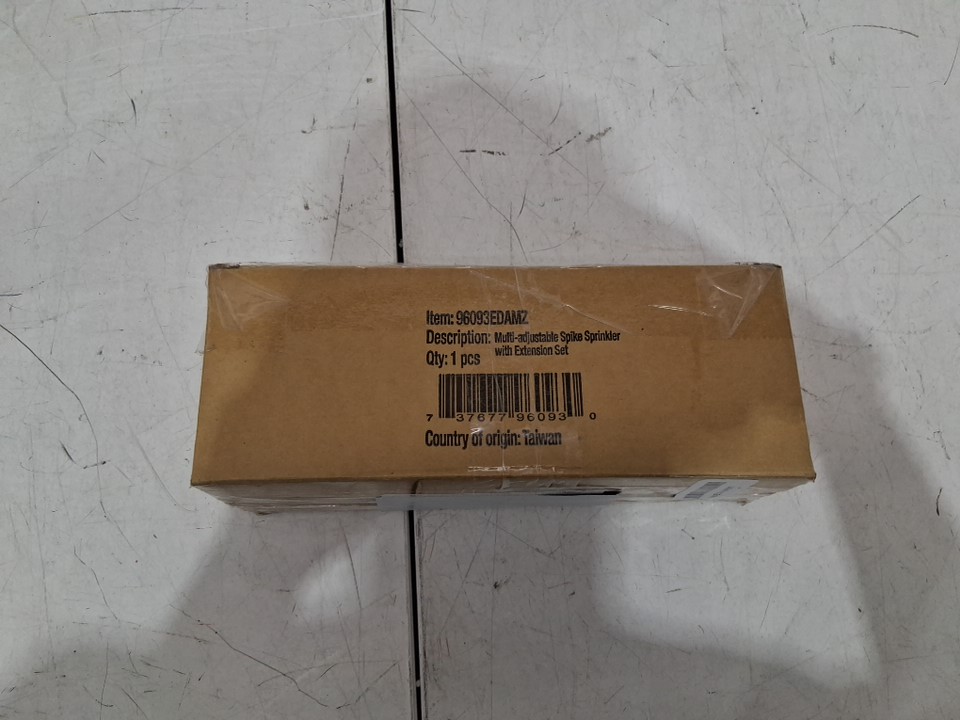 Item: 96093EDAMZ
Description: Multi-adjustable Spike Sprinkler
with Extension Set
Qty: 1 pcs
7 37677 96093 0
Country of origin: Taiwan